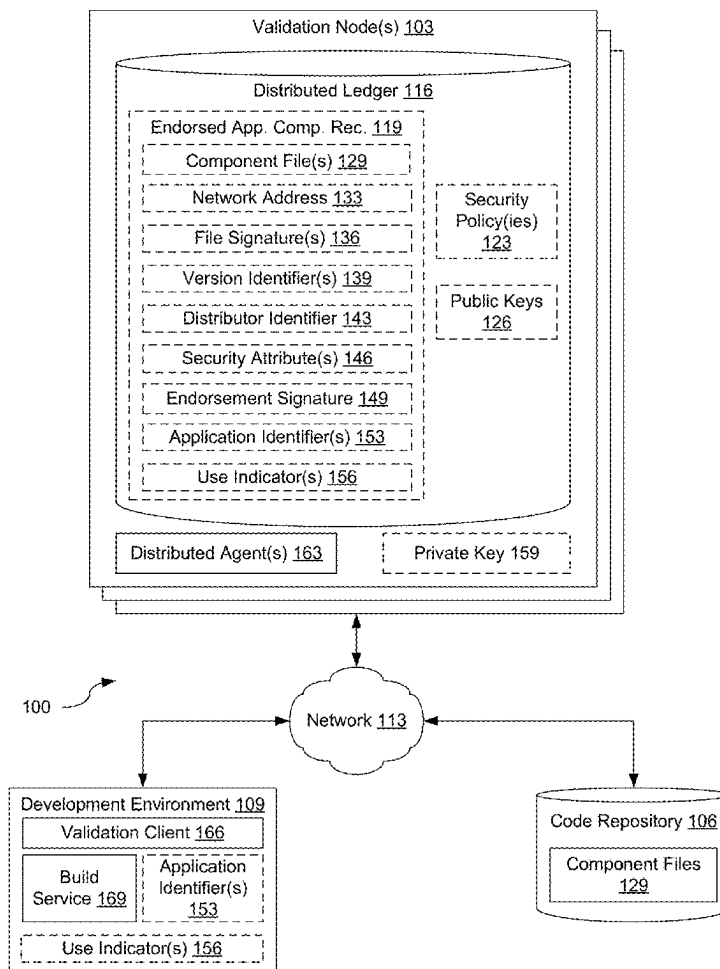 Validation Node(s) 103
Distributed Ledger 116
Endorsed App. Comp. Rec. 119
Component File(s) 129
Network Address 133
File Signature(s) 136
Version Identifier(s) 139
Distributor Identifier 143
Security Attribute(s) 146
Endorsement Signature 149
Application Identifier(s) 153
Use Indicator(s) 156
Security
Policy(ies)
123
Public Keys
126
Distributed Agent(s) 163
Private Key 159
100
Network 113
Development Environment 109
Validation Client 166
Build
Service 169
Application
Identifier(s)
153
Use Indicator(s) 156
Code Repository 106
Component Files
129